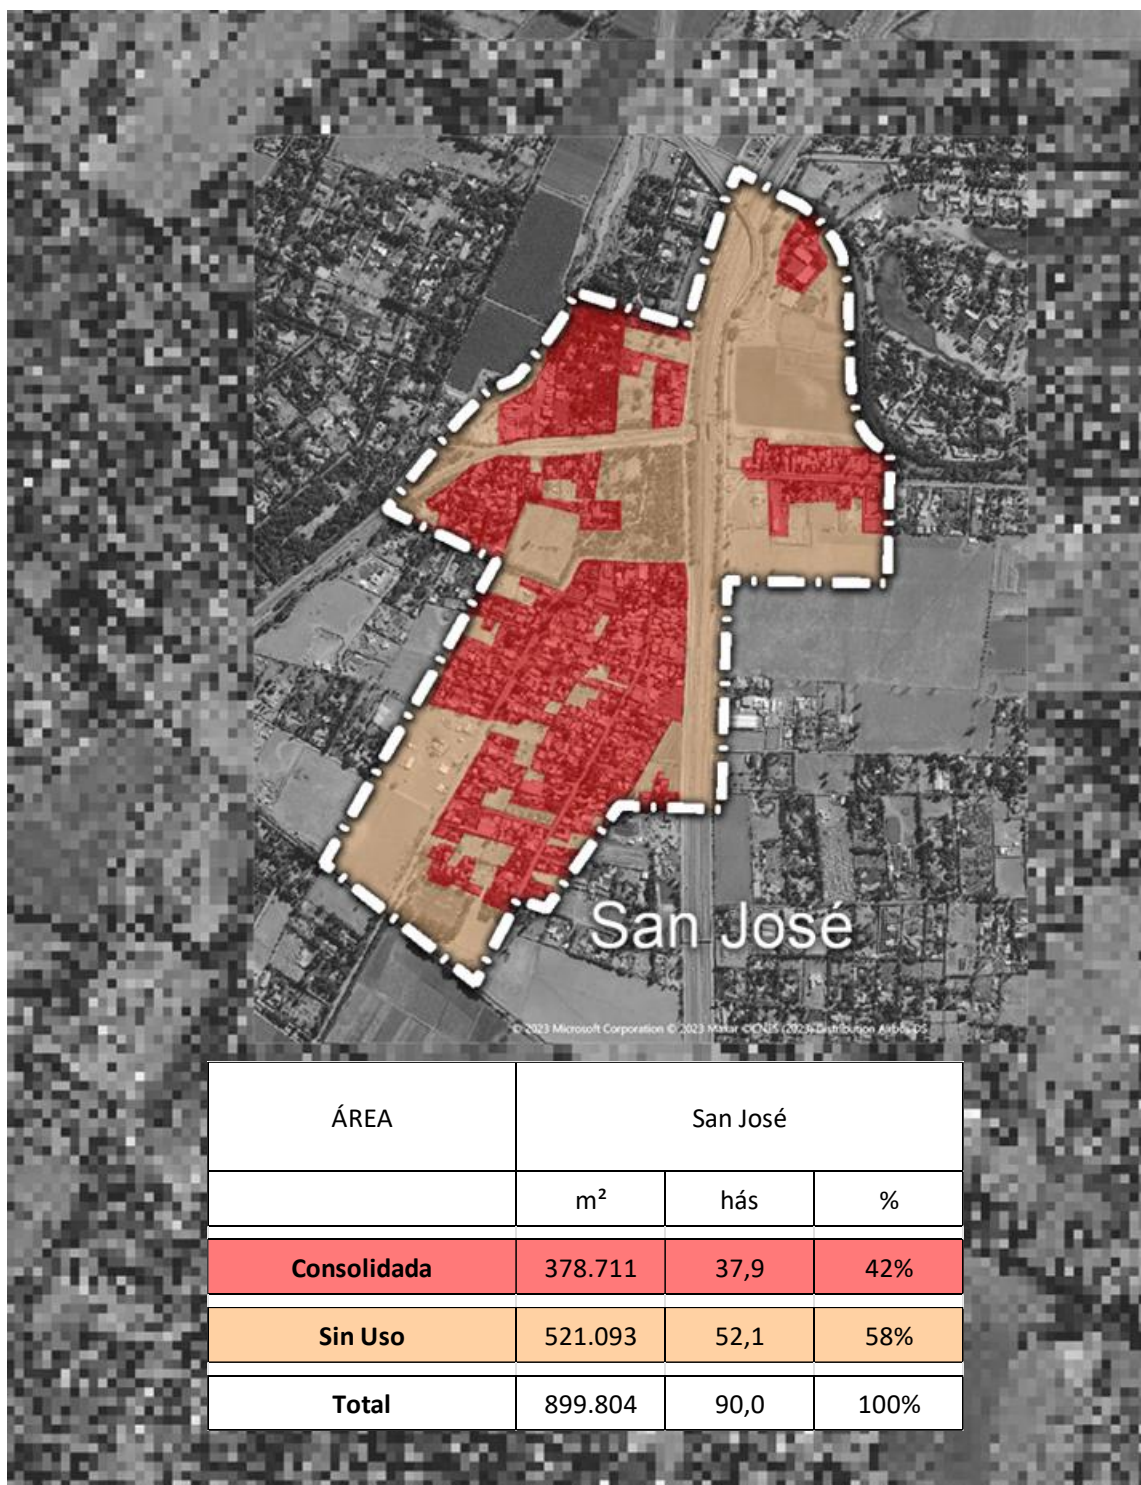 San José
© 2023 Microsoft Corporation © 2023 Maxar ©CNES (2023) Distribution Airbus DS
ÁREA San José
m² hás %
Consolidada 378.711 37,9 42%
Sin Uso 521.093 52,1 58%
Total 899.804 90,0 100%